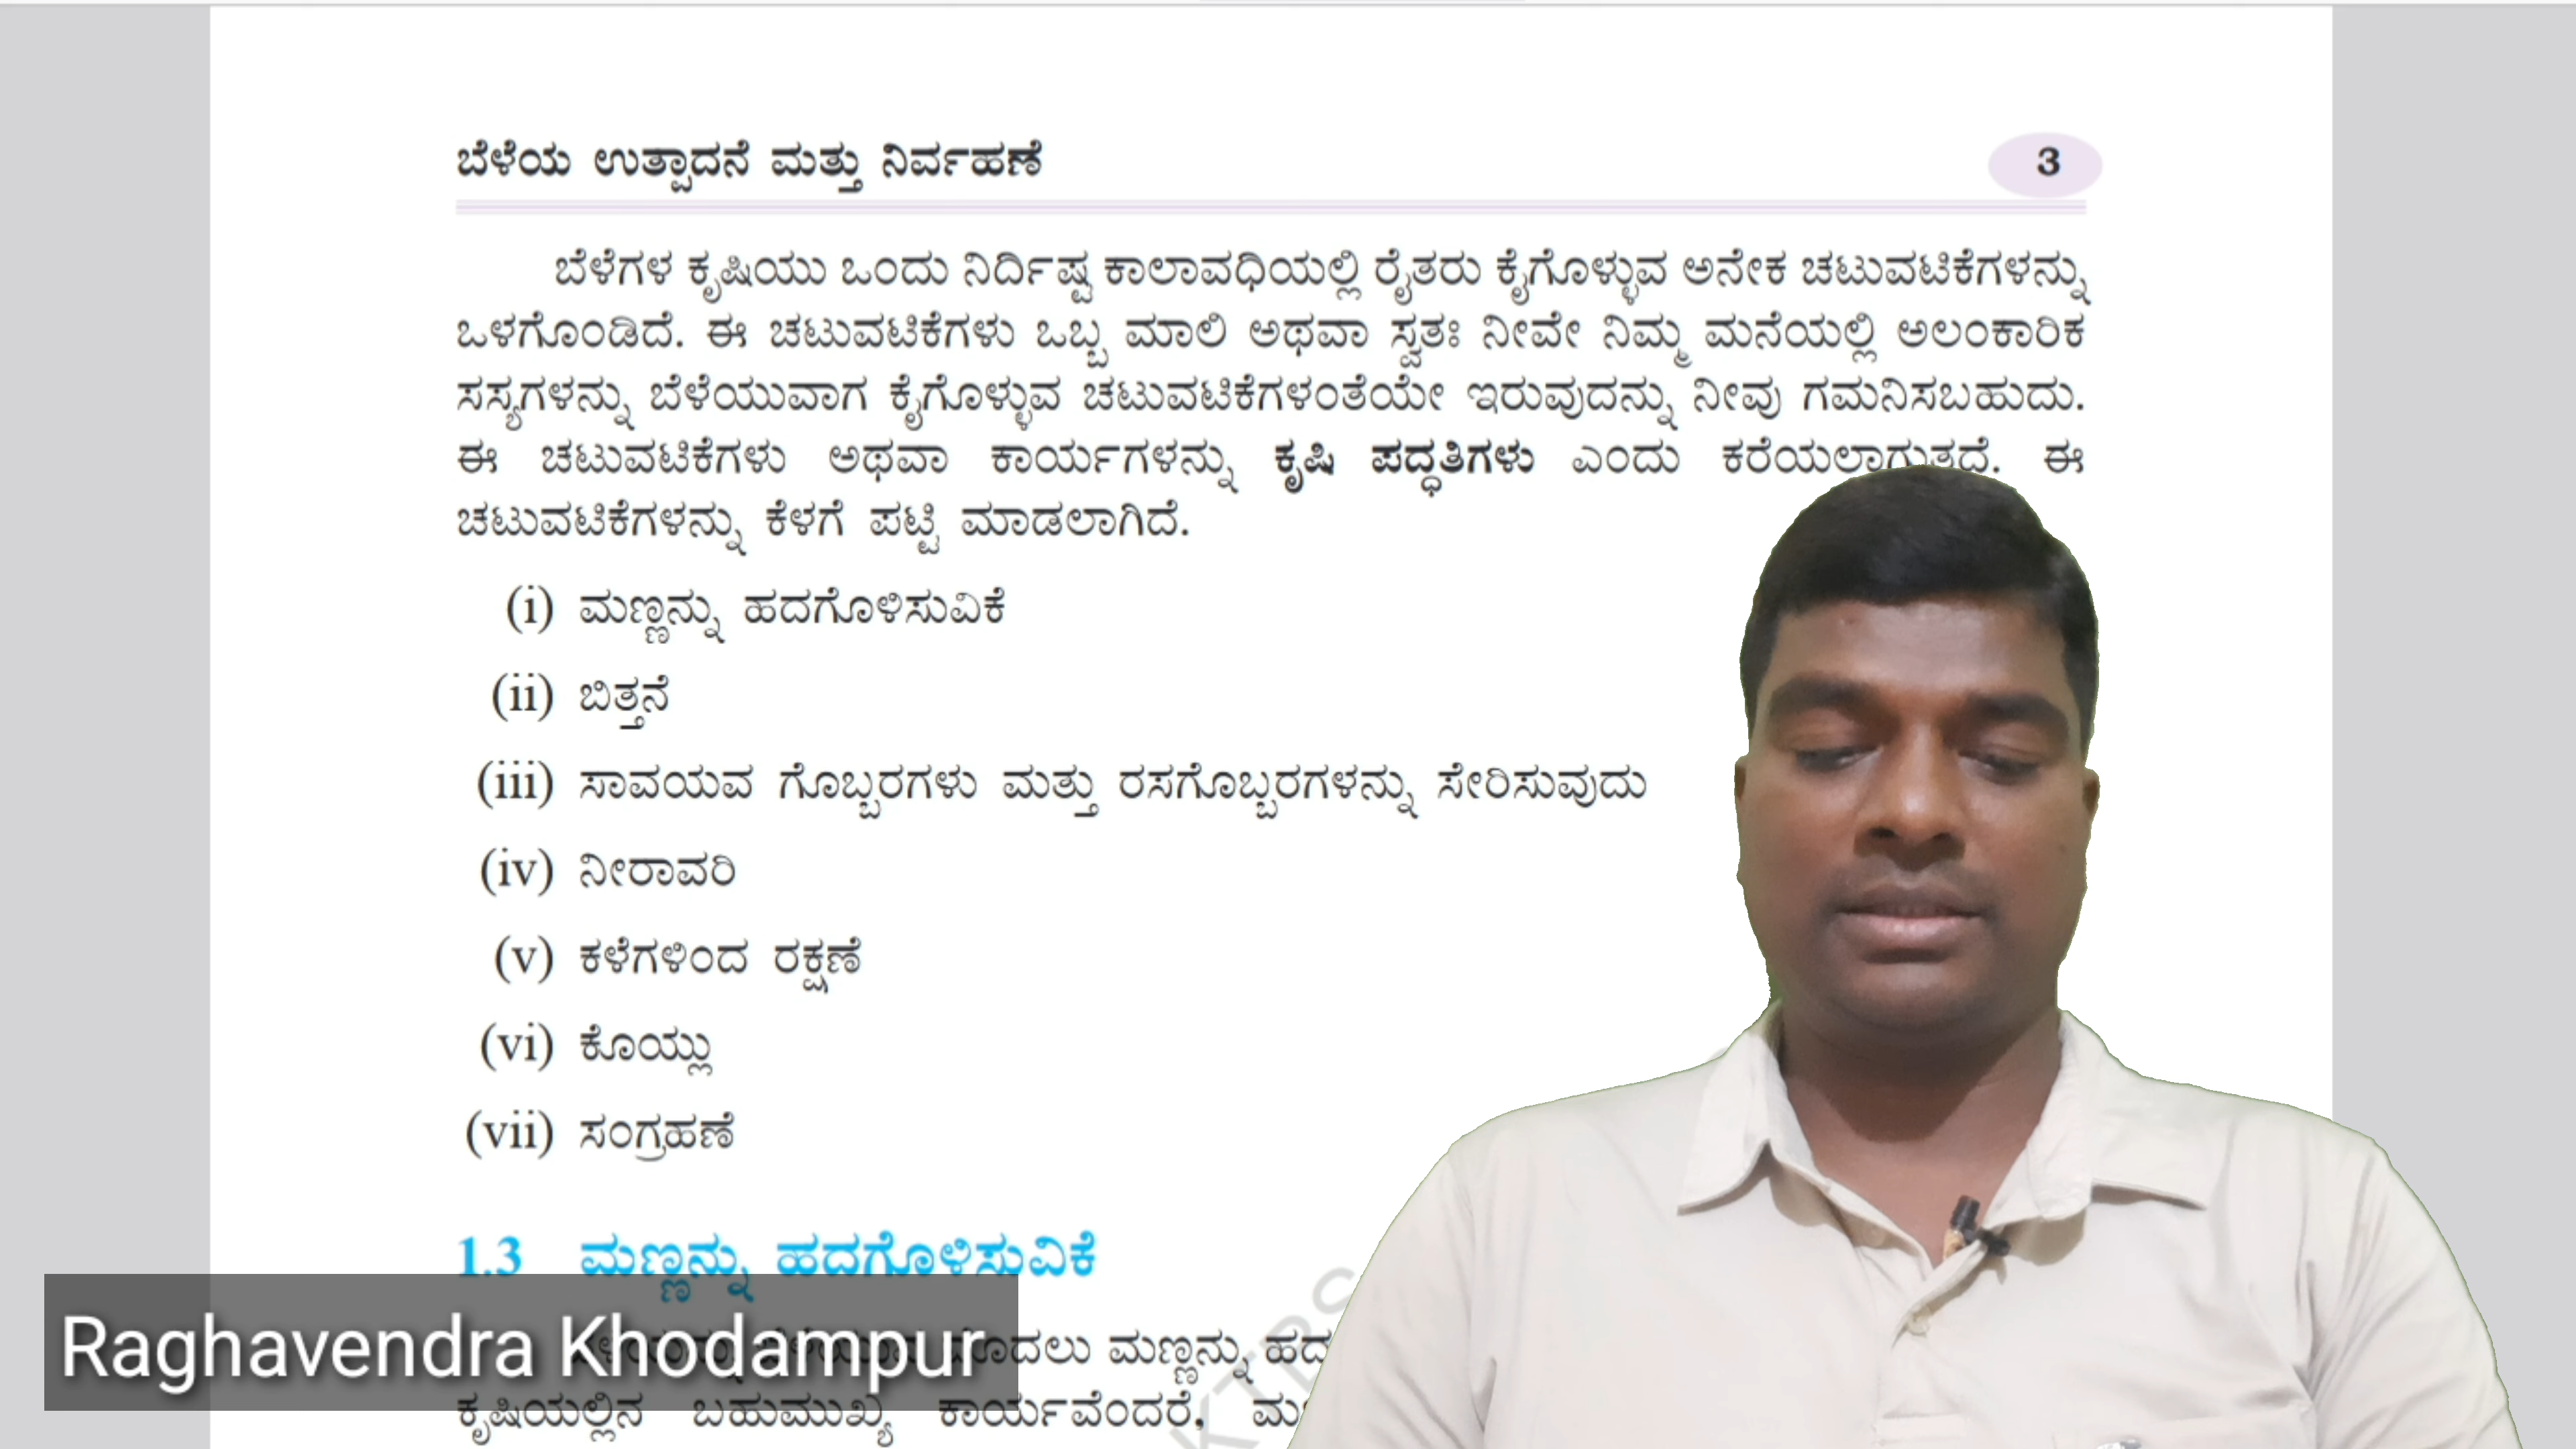 ಬೆಳೆಯ ಉತ್ಪಾದನೆ ಮತ್ತು ನಿರ್ವಹಣೆ 3
ಬೆಳೆಗಳ ಕೃಷಿಯು ಒಂದು ನಿರ್ದಿಷ್ಟ ಕಾಲಾವಧಿಯಲ್ಲಿ ರೈತರು ಕೈಗೊಳ್ಳುವ ಅನೇಕ ಚಟುವಟಿಕೆಗಳನ್ನು
ಒಳಗೊಂಡಿದೆ. ಈ ಚಟುವಟಿಕೆಗಳು ಒಬ್ಬ ಮಾಲಿ ಅಥವಾ ಸ್ವತಃ ನೀವೇ ನಿಮ್ಮ ಮನೆಯಲ್ಲಿ ಅಲಂಕಾರಿಕ
ಸಸ್ಯಗಳನ್ನು ಬೆಳೆಯುವಾಗ ಕೈಗೊಳ್ಳುವ ಚಟುವಟಿಕೆಗಳಂತೆಯೇ ಇರುವುದನ್ನು ನೀವು ಗಮನಿಸಬಹುದು.
ಈ ಚಟುವಟಿಕೆಗಳು ಅಥವಾ ಕಾರ್ಯಗಳನ್ನು ಕೃಷಿ ಪದ್ಧತಿಗಳು ಎಂದು ಕರೆಯಲಾಗುತ್ತದೆ. ಈ
ಚಟುವಟಿಕೆಗಳನ್ನು ಕೆಳಗೆ ಪಟ್ಟಿ ಮಾಡಲಾಗಿದೆ.
(i) ಮಣ್ಣನ್ನು ಹದಗೊಳಿಸುವಿಕೆ
(ii) ಬಿತ್ತನೆ
(iii) ಸಾವಯವ ಗೊಬ್ಬರಗಳು ಮತ್ತು ರಸಗೊಬ್ಬರಗಳನ್ನು ಸೇರಿಸುವುದು
(iv) ನೀರಾವರಿ
(v) ಕಳೆಗಳಿಂದ ರಕ್ಷಣೆ
(vi) ಕೊಯ್ಲು
(vii) ಸಂಗ್ರಹಣೆ
1.3 ಮಣ್ಣನ್ನು ಹದಗೊಳಿಸುವಿಕೆ
Raghavendra Khodampur
ಮಣ್ಣನ್ನು
ಕೃಷಿಯಲ್ಲಿನ ಬಹುಮುಖ್ಯ ಕಾರ್ಯವೆಂದರೆ,